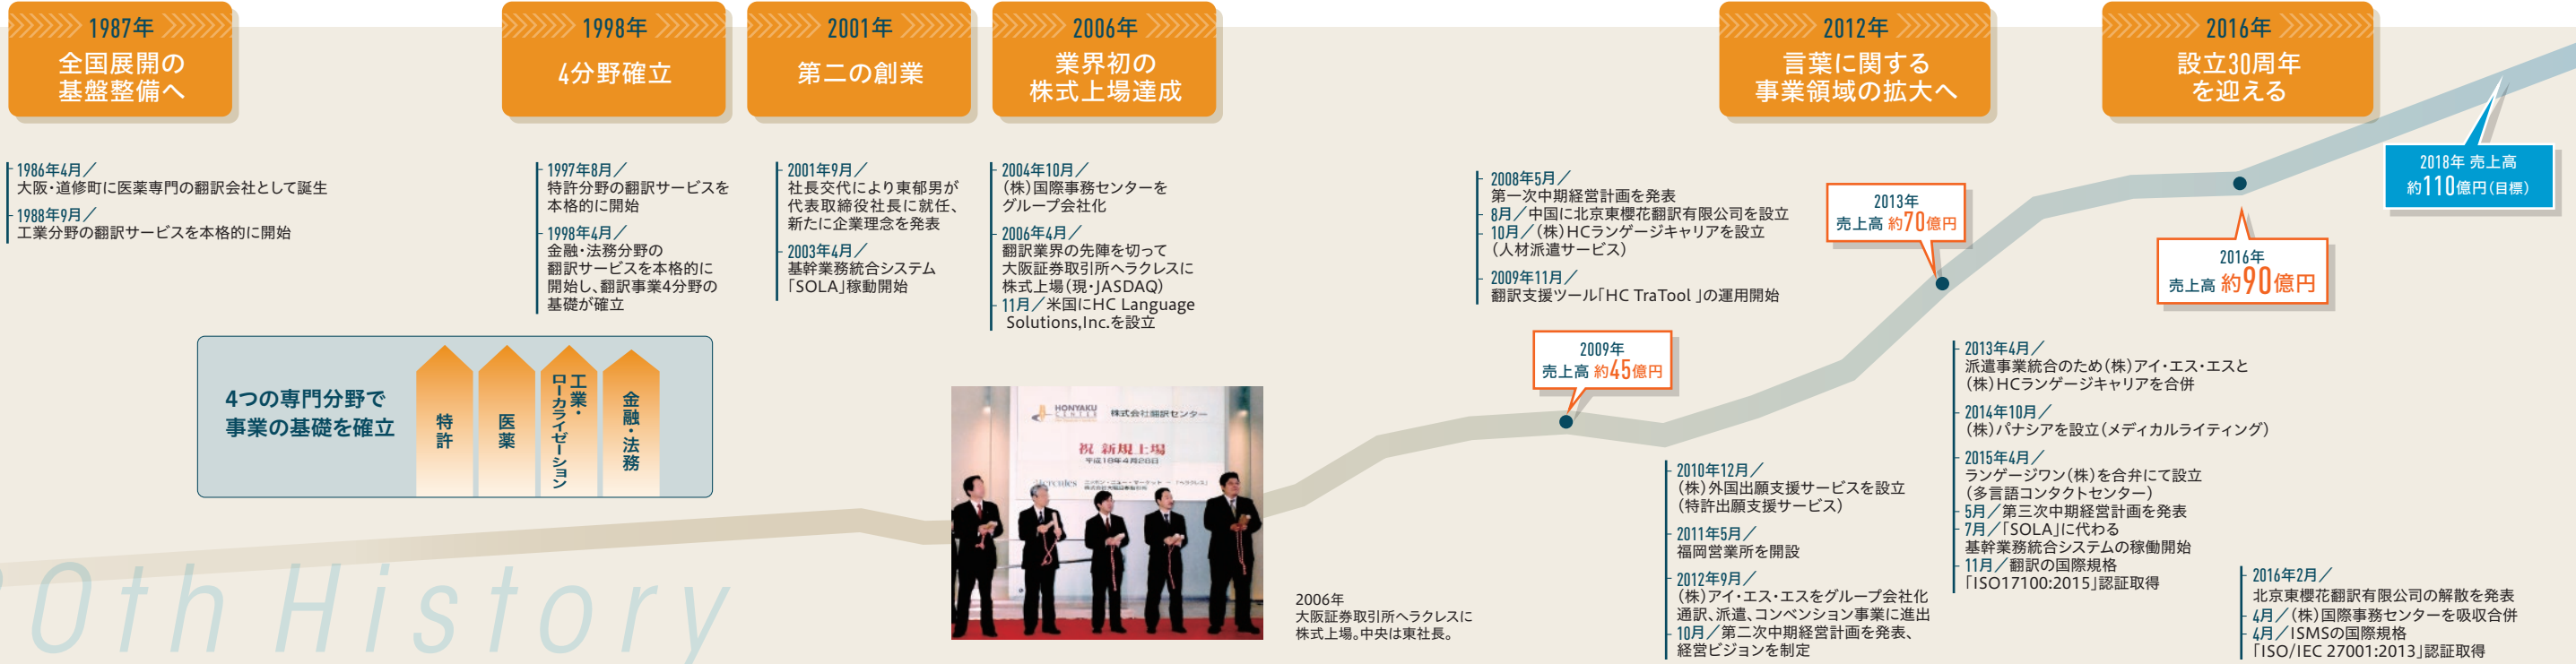 1987年
全国展開の
基盤整備へ
1998年
4分野確立
2001年
第二の創業
2006年
業界初の
株式上場達成
2012年
言葉に関する
事業領域の拡大へ
2016年
設立30周年
を迎える
1986年4月／
大阪・道修町に医薬専門の翻訳会社として誕生
1988年9月／
工業分野の翻訳サービスを本格的に開始
1997年8月／
特許分野の翻訳サービスを
本格的に開始
1998年4月／
金融・法務分野の
翻訳サービスを本格的に
開始し、翻訳事業4分野の
基礎が確立
2001年9月／
社長交代により東郁男が
代表取締役社長に就任、
新たに企業理念を発表
2003年4月／
基幹業務統合システム
「SOLA」稼動開始
2004年10月／
（株）国際事務センターを
グループ会社化
2006年4月／
翻訳業界の先陣を切って
大阪証券取引所ヘラクレスに
株式上場（現・JASDAQ）
11月／米国にHC Language
Solutions,Inc.を設立
2008年5月／
第一次中期経営計画を発表
8月／中国に北京東櫻花翻訳有限公司を設立
10月／（株）HCランゲージキャリアを設立
（人材派遣サービス）
2009年11月／
翻訳支援ツール「HC TraTool 」の運用開始
2013年
売上高 約70億円
2018年 売上高
約110億円（目標）
2016年
売上高 約90億円
2009年
売上高 約45億円
4つの専門分野で
事業の基礎を確立
特許
医薬
工業・
ローカライゼーション
金融・法務
HONYAKU
CENTER
株式会社翻訳センター
祝 新規上場
平成18年4月26日
Hercules
2006年
大阪証券取引所ヘラクレスに
株式上場。中央は東社長。
2010年12月／
（株）外国出願支援サービスを設立
（特許出願支援サービス）
2011年5月／
福岡営業所を開設
2012年9月／
（株）アイ・エス・エスをグループ会社化
通訳、派遣、コンベンション事業に進出
10月／第二次中期経営計画を発表、
経営ビジョンを制定
2013年4月／
派遣事業統合のため（株）アイ・エス・エスと
（株）HCランゲージキャリアを合併
2014年10月／
（株）パナシアを設立（メディカルライティング）
2015年4月／
ランゲージワン（株）を合弁にて設立
（多言語コンタクトセンター）
5月／第三次中期経営計画を発表
7月／「SOLA」に代わる
基幹業務統合システムの稼働開始
11月／翻訳の国際規格
「ISO17100:2015」認証取得
2016年2月／
北京東櫻花翻訳有限公司の解散を発表
4月／（株）国際事務センターを吸収合併
4月／ISMSの国際規格
「ISO/IEC 27001:2013」認証取得
0th History